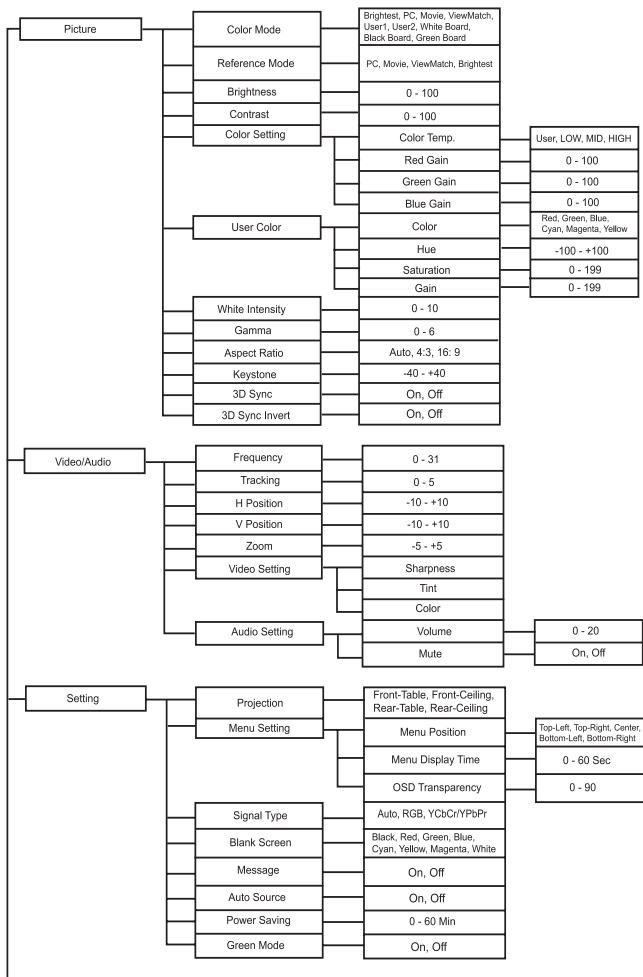 Picture
Color Mode
Brightest, PC, Movie, ViewMatch,
User1, User2, White Board,
Black Board, Green Board
Reference Mode
PC, Movie, ViewMatch, Brightest
Brightness
0 - 100
Contrast
0 - 100
Color Setting
Color Temp.
User, LOW, MID, HIGH
Red Gain
0 - 100
Green Gain
0 - 100
Blue Gain
0 - 100
User Color
Color
Red, Green, Blue,
Cyan, Magenta, Yellow
Hue
-100 - +100
Saturation
0 - 199
Gain
0 - 199
White Intensity
0 - 10
Gamma
0 - 6
Aspect Ratio
Auto, 4:3, 16: 9
Keystone
-40 - +40
3D Sync
On, Off
3D Sync Invert
On, Off
Video/Audio
Frequency
0 - 31
Tracking
0 - 5
H Position
-10 - +10
V Position
-10 - +10
Zoom
-5 - +5
Video Setting
Sharpness
Tint
Color
Audio Setting
Volume
0 - 20
Mute
On, Off
Setting
Projection
Front-Table, Front-Ceiling,
Rear-Table, Rear-Ceiling
Menu Setting
Menu Position
Top-Left, Top-Right, Center,
Bottom-Left, Bottom-Right
Menu Display Time
0 - 60 Sec
OSD Transparency
0 - 90
Signal Type
Auto, RGB, YCbCr/YPbPr
Blank Screen
Black, Red, Green, Blue,
Cyan, Yellow, Magenta, White
Message
On, Off
Auto Source
On, Off
Power Saving
0 - 60 Min
Green Mode
On, Off